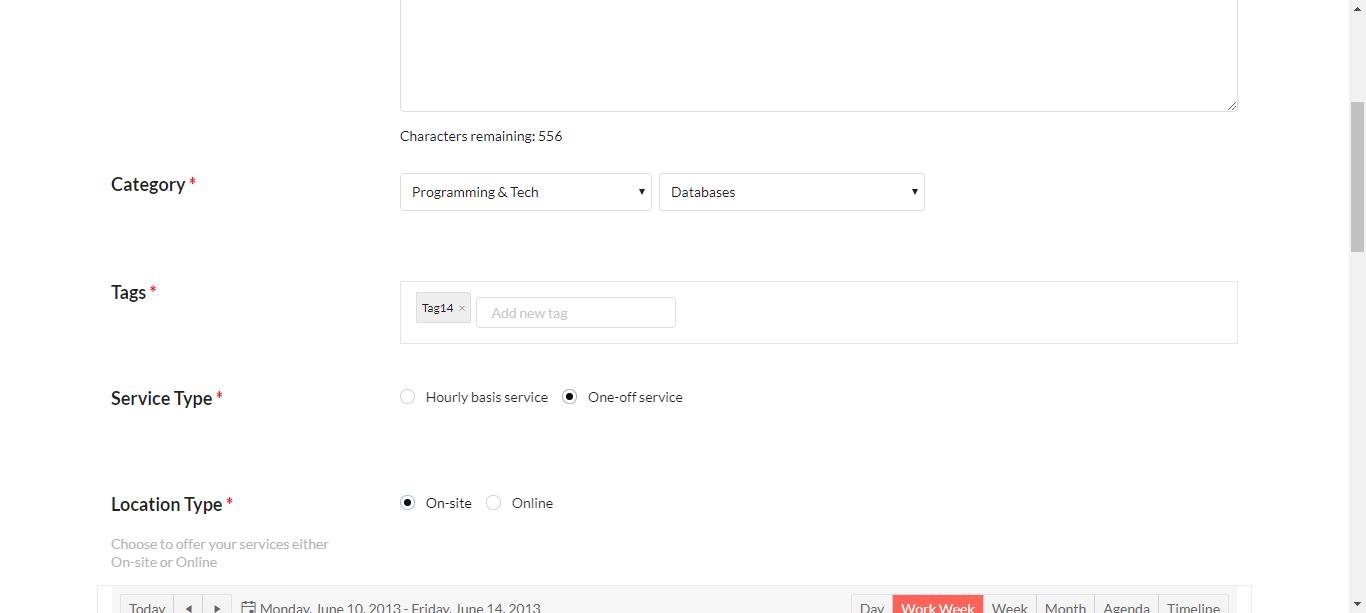 Characters remaining: 556
Category *
Programming & Tech
Databases
Tags *
Tag14 ×
Add new tag
Service Type *
Hourly basis service
One-off service
Location Type *
On-site
Online
Choose to offer your services either
On-site or Online
Today
Monday, June 10, 2013 - Friday, June 14, 2013
Day
Work Week
Week
Month
Agenda
Timeline